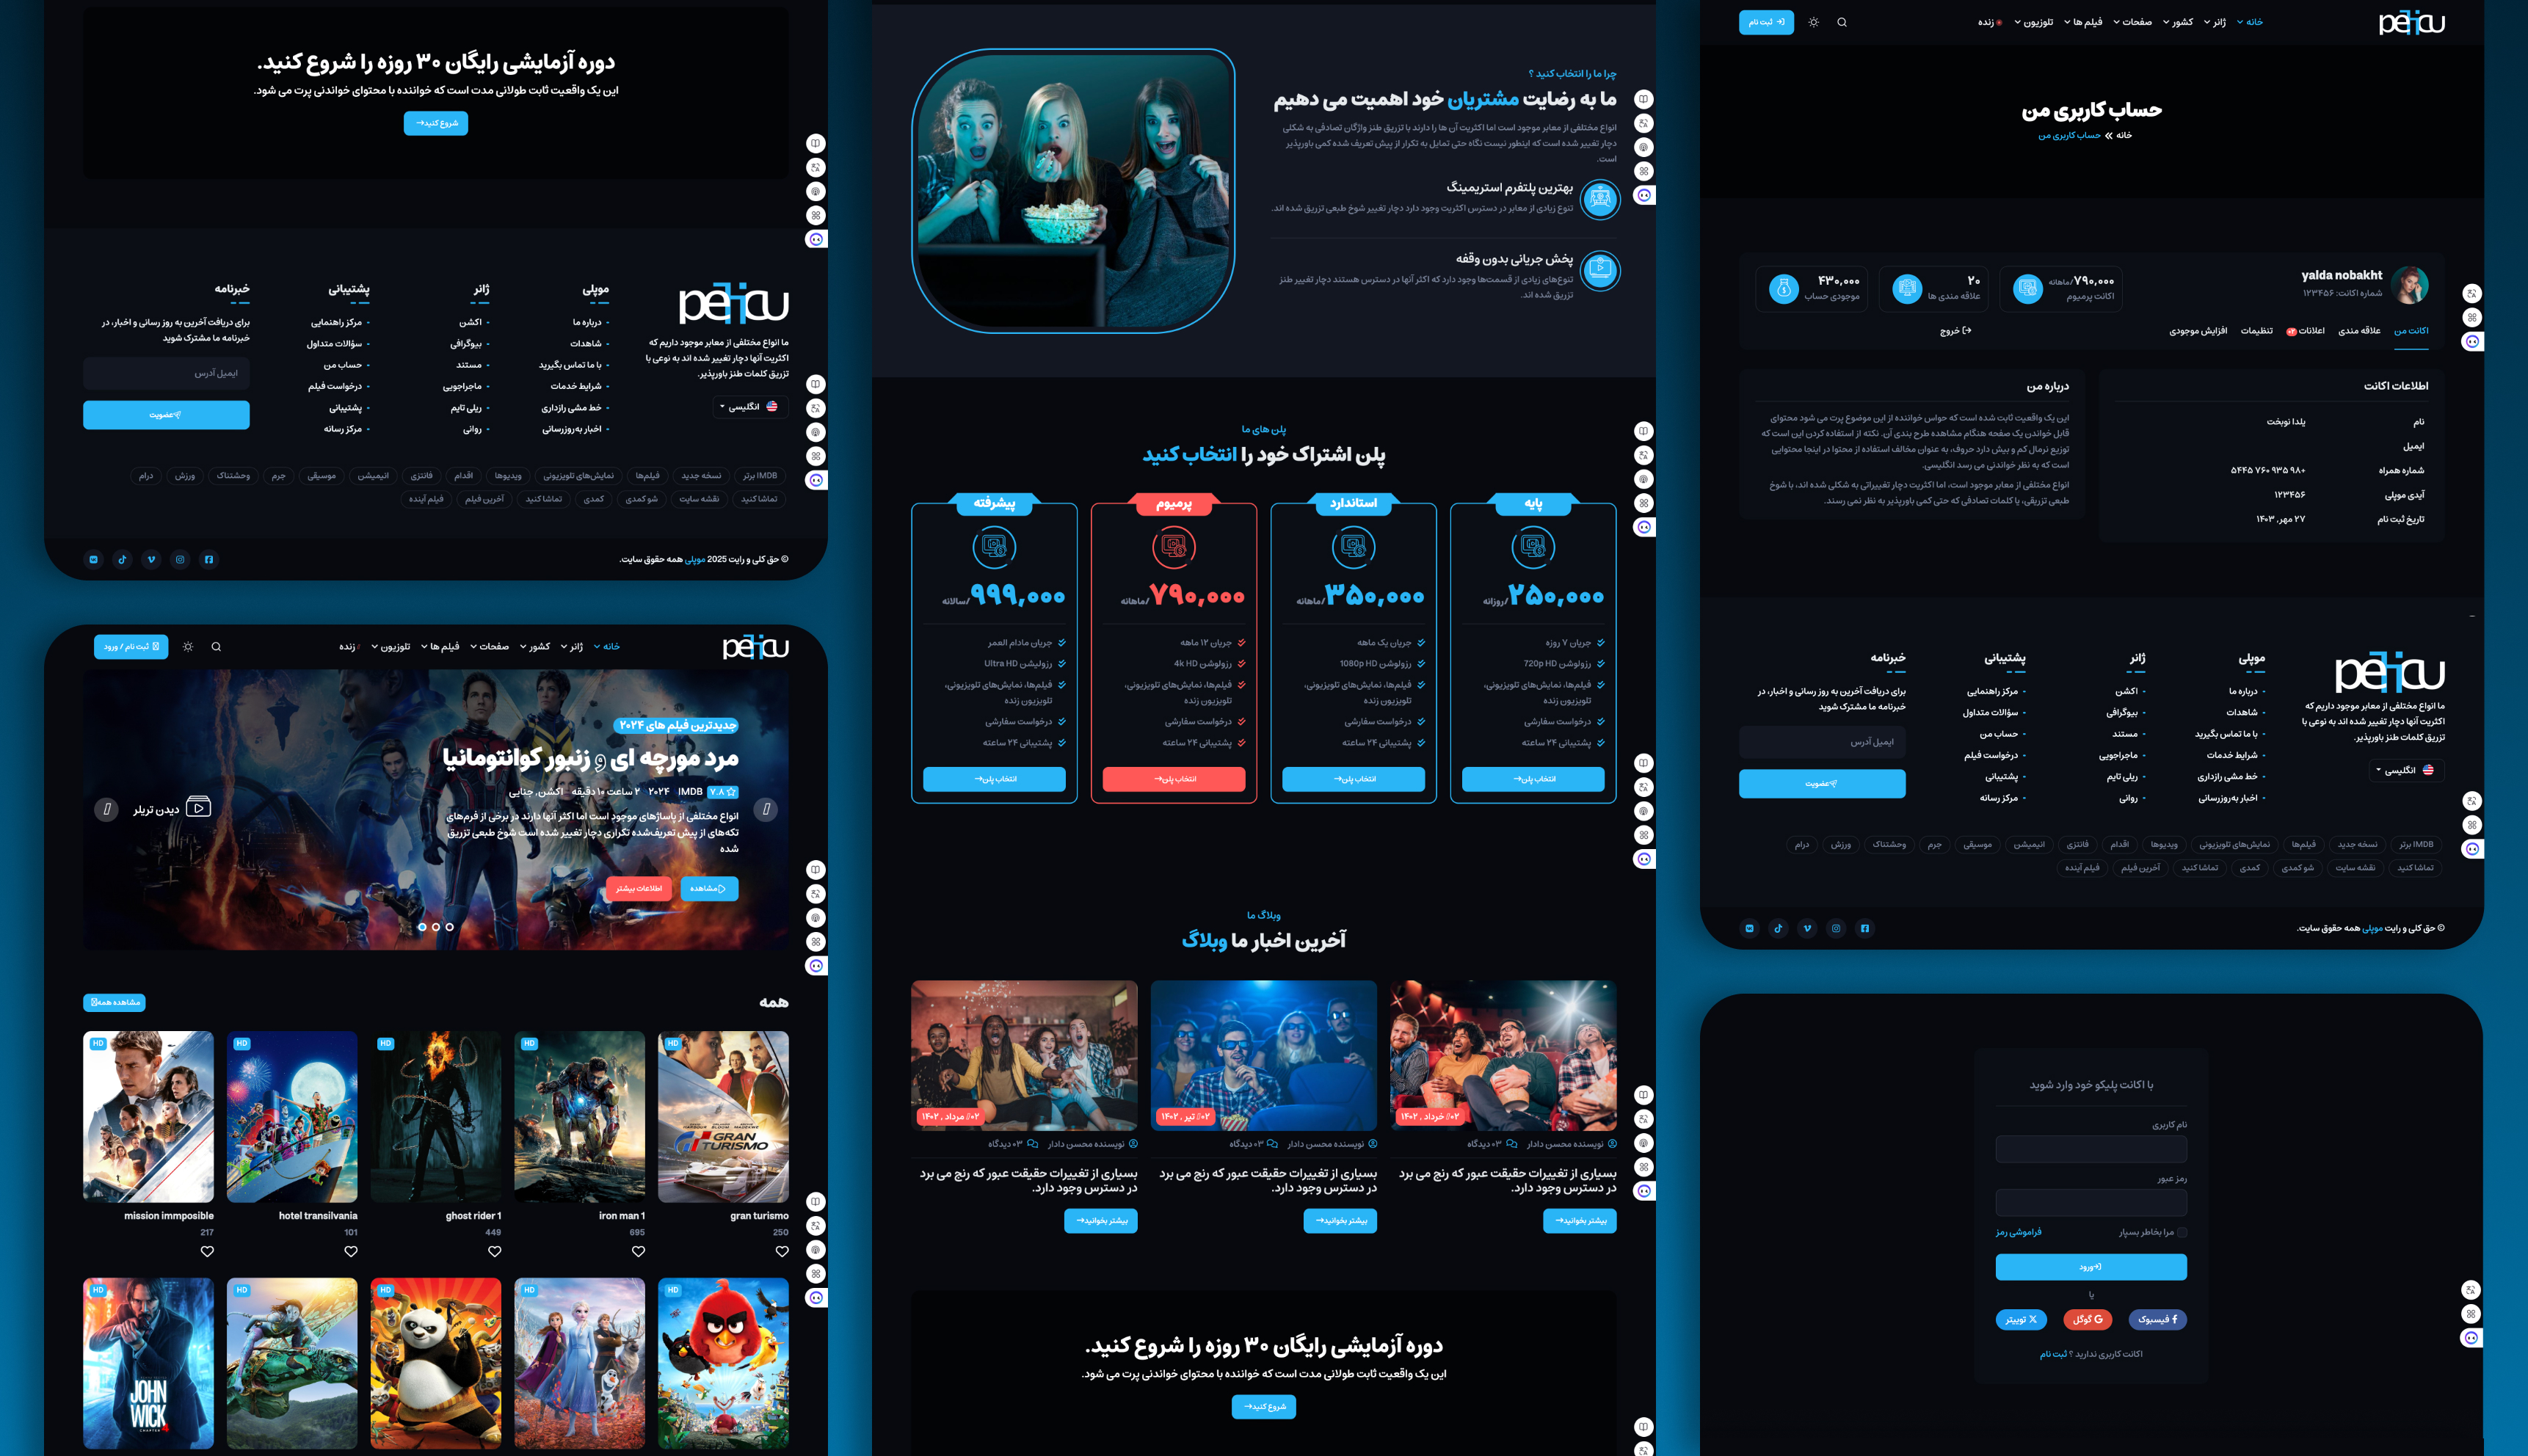 دوره آزمایشی رایگان ۳۰ روزه را شروع کنید.
این یک واقعیت ثابت طولانی مدت است که خواننده با محتوای خواندنی پرت می شود.
شروع کنید
pelicu
ما انواع مختلفی از معابر موجود داریم که
اکثریت آنها دچار تغییر شده اند به نوعی با
تزریق کلمات طنز باورپذیر.
انگلیسی
موپلی
درباره ما
شاهدات
با ما تماس بگیرید
شرایط خدمات
خط مشی رازداری
اخبار به‌روزرسانی
ژانر
اکشن
بیوگرافی
مستند
ماجراجویی
ریلی تایم
روانی
پشتیبانی
مرکز راهنمایی
سؤالات متداول
حساب من
درخواست فیلم
پشتیبانی
مرکز رسانه
خبرنامه
برای دریافت آخرین به روز رسانی و اخبار، در
خبرنامه ما مشترک شوید
ایمیل آدرس
عضویت
IMDB برتر نسخه جدید فیلم‌ها نمایش‌های تلویزیونی ویدیوها اقدام فانتزی انیمیشن موسیقی جرم وحشتناک ورزش درام
تماشا کنید نقشه سایت شو کمدی کمدی تماشا کنید آخرین فیلم فیلم آینده
© حق کلی و رایت 2025 موپلی همه حقوق سایت.
pelicu
خانه ژانر کشور صفحات فیلم ها تلوزیون زنده
ثبت نام / ورود
جدیدترین فیلم های ۲۰۲۴
مرد مورچه ای و زنبور کوانتومانیا
۷.۸ IMDB ۲۰۲۴ ۲ ساعت ۱۰ دقیقه اکشن, جنایی
انواع مختلفی از پاساژهای موجود است اما اکثر آنها دارند در برخی از فرم‌های
تکه‌های از پیش تعریف‌شده تکراری دچار تغییر شده است شوخ طبعی تزریق
شده
مشاهده
اطلاعات بیشتر
دیدن تریلر
همه
مشاهده همه
HD
HD
HD
HD
HD
GRAN TURISMO
gran turismo
250
iron man 1
695
ghost rider 1
449
hotel transilvania
101
mission immposible
217
HD
HD
HD
HD
HD
JOHN
WICK
CHAPTER 4
چرا ما را انتخاب کنید ؟
ما به رضایت مشتریان خود اهمیت می دهیم
انواع مختلفی از معابر موجود است اما اکثریت آن ها را دارند با تزریق طنز واژگان تصادفی به شکلی
دچار تغییر شده است که اینطور نیست نگاه حتی تمایل به تکرار از پیش تعریف شده کمی باورپذیر
است.
بهترین پلتفرم استریمینگ
تنوع زیادی از معابر در دسترس اکثریت وجود دارد دچار تغییر شوخ طبعی تزریق شده اند.
پخش جریانی بدون وقفه
تنوع‌های زیادی از قسمت‌ها وجود دارد که اکثر آنها در دسترس هستند دچار تغییر طنز
تزریق شده اند.
پلن های ما
پلن اشتراک خود را انتخاب کنید
پایه
۲۵۰,۰۰۰/روزانه
جریان ۷ روزه
رزولوشن 720p HD
فیلم‌ها، نمایش‌های تلویزیونی،
تلویزیون زنده
درخواست سفارشی
پشتیبانی ۲۴ ساعته
انتخاب پلن
استاندارد
۳۵۰,۰۰۰/ماهانه
جریان یک ماهه
رزولوشن 1080p HD
فیلم‌ها، نمایش‌های تلویزیونی،
تلویزیون زنده
درخواست سفارشی
پشتیبانی ۲۴ ساعته
انتخاب پلن
پرمیوم
۷۹۰,۰۰۰/ماهانه
جریان ۱۲ ماهه
رزولوشن 4k HD
فیلم‌ها، نمایش‌های تلویزیونی،
تلویزیون زنده
درخواست سفارشی
پشتیبانی ۲۴ ساعته
انتخاب پلن
پیشرفته
۹۹۹,۰۰۰/سالانه
جریان مادام العمر
رزولیشن Ultra HD
فیلم‌ها، نمایش‌های تلویزیونی،
تلویزیون زنده
درخواست سفارشی
پشتیبانی ۲۴ ساعته
انتخاب پلن
وبلاگ ما
آخرین اخبار ما وبلاگ
۰۲// خرداد , ۱۴۰۲
نویسنده محسن دادار ۰۳ دیدگاه
بسیاری از تغییرات حقیقت عبور که رنج می برد
در دسترس وجود دارد.
بیشتر بخوانید
۰۲// تیر , ۱۴۰۲
نویسنده محسن دادار ۰۳ دیدگاه
بسیاری از تغییرات حقیقت عبور که رنج می برد
در دسترس وجود دارد.
بیشتر بخوانید
۰۲// مرداد , ۱۴۰۲
نویسنده محسن دادار ۰۳ دیدگاه
بسیاری از تغییرات حقیقت عبور که رنج می برد
در دسترس وجود دارد.
بیشتر بخوانید
دوره آزمایشی رایگان ۳۰ روزه را شروع کنید.
این یک واقعیت ثابت طولانی مدت است که خواننده با محتوای خواندنی پرت می شود.
شروع کنید
pelicu
خانه ژانر کشور صفحات فیلم ها تلوزیون زنده
ثبت نام
حساب کاربری من
خانه » حساب کاربری من
yalda nobakht
شماره اکانت: ۱۲۳۴۵۶
۷۹۰,۰۰۰/ماهانه
اکانت پرمیوم
۲۰
علاقه مندی ها
۴۳۰,۰۰۰
موجودی حساب
اکانت من علاقه مندی اعلانات ۰۲ تنظیمات افزایش موجودی خروج
اطلاعات اکانت
نام یلدا نوبخت
ایمیل
شماره همراه +۹۸ ۹۳۵ ۷۶۰ ۵۴۴۵
آیدی موپلی ۱۲۳۴۵۶
تاریخ ثبت نام ۲۷ مهر, ۱۴۰۳
درباره من
این یک واقعیت ثابت شده است که حواس خواننده از این موضوع پرت می شود محتوای
قابل خواندن یک صفحه هنگام مشاهده طرح بندی آن. نکته از استفاده کردن این است که
توزیع نرمال کم و بیش دارد حروف، به عنوان مخالف استفاده از محتوا در اینجا محتوایی
است که به نظر خواندنی می رسد انگلیسی.
انواع مختلفی از معابر موجود است، اما اکثریت دچار تغییراتی به شکلی شده اند، با شوخ
طبعی تزریقی، یا کلمات تصادفی که حتی کمی باورپذیر به نظر نمی رسند.
pelicu
ما انواع مختلفی از معابر موجود داریم که
اکثریت آنها دچار تغییر شده اند به نوعی با
تزریق کلمات طنز باورپذیر.
انگلیسی
موپلی
درباره ما
شاهدات
با ما تماس بگیرید
شرایط خدمات
خط مشی رازداری
اخبار به‌روزرسانی
ژانر
اکشن
بیوگرافی
مستند
ماجراجویی
ریلی تایم
روانی
پشتیبانی
مرکز راهنمایی
سؤالات متداول
حساب من
درخواست فیلم
پشتیبانی
مرکز رسانه
خبرنامه
برای دریافت آخرین به روز رسانی و اخبار، در
خبرنامه ما مشترک شوید
ایمیل آدرس
عضویت
IMDB برتر نسخه جدید فیلم‌ها نمایش‌های تلویزیونی ویدیوها اقدام فانتزی انیمیشن موسیقی جرم وحشتناک ورزش درام
تماشا کنید نقشه سایت شو کمدی کمدی تماشا کنید آخرین فیلم فیلم آینده
© حق کلی و رایت موپلی همه حقوق سایت.
با اکانت پلیکو خود وارد شوید
نام کاربری
رمز عبور
مرا بخاطر بسپار
فراموشی رمز
ورود
یا
فیسبوک
گوگل
توییتر
اکانت کاربری ندارید ؟ ثبت نام